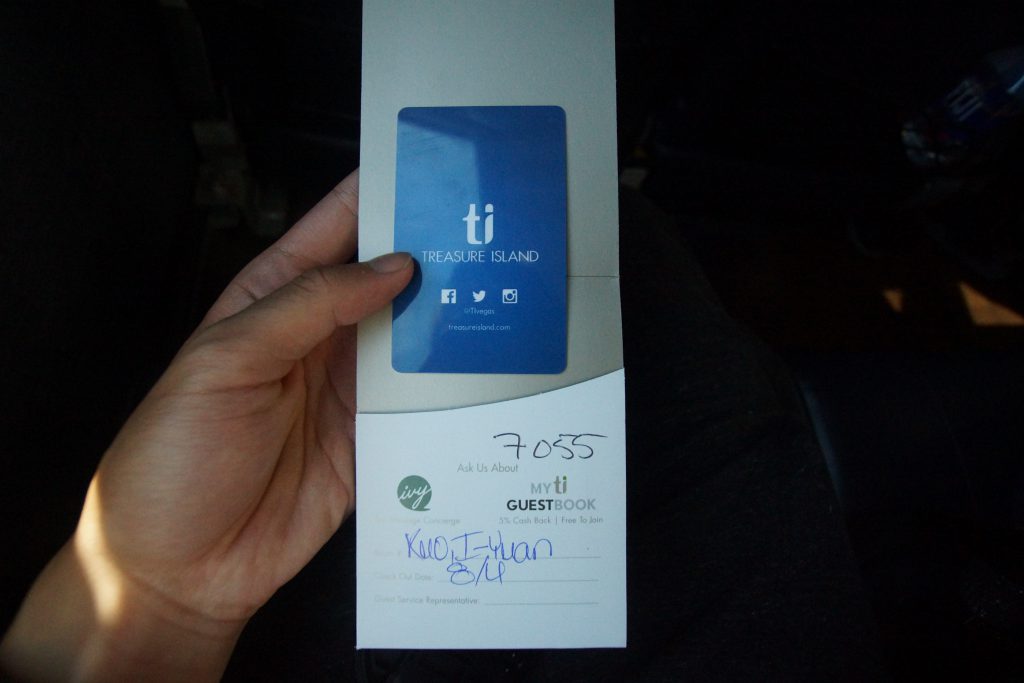 ti
TREASURE ISLAND
@TIvegas
treasureisland.com
7055
Ask Us About
ivy
MY ti
GUESTBOOK
5% Cash Back | Free To Join
Concierge
Kuo, I-Yuan
8/4
Check Out Date:
Guest Service Representative: